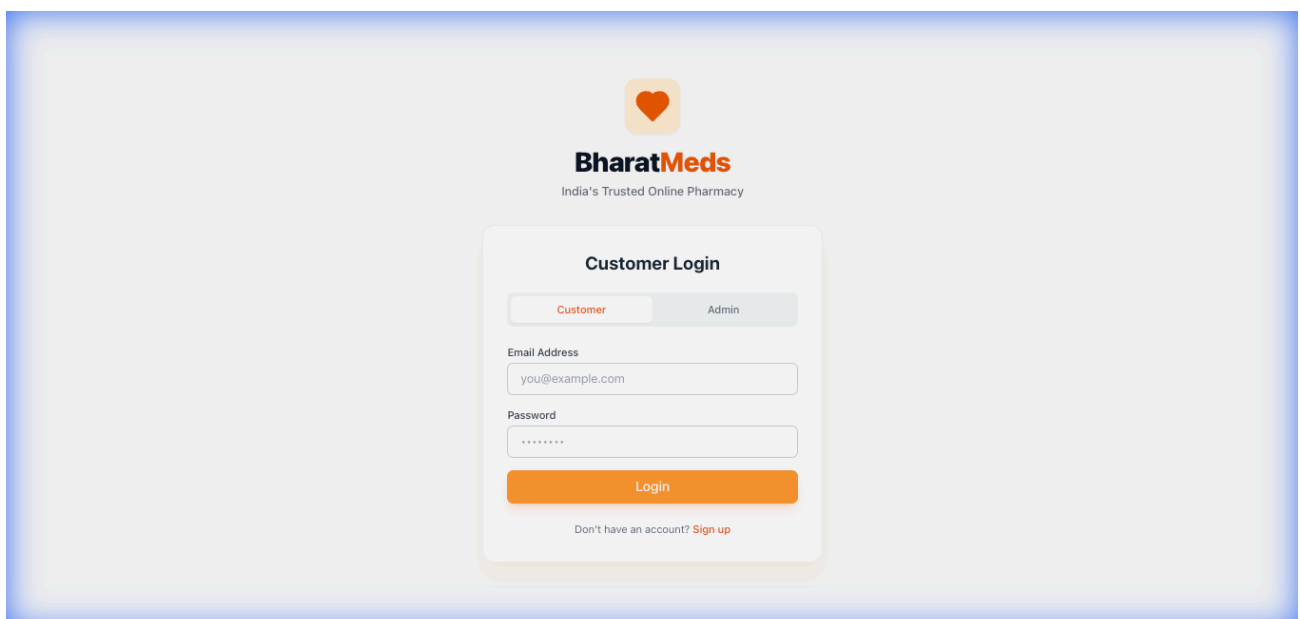 BharatMeds
India's Trusted Online Pharmacy
Customer Login
Customer Admin
Email Address
you@example.com
Password
••••••••
Login
Don't have an account? Sign up